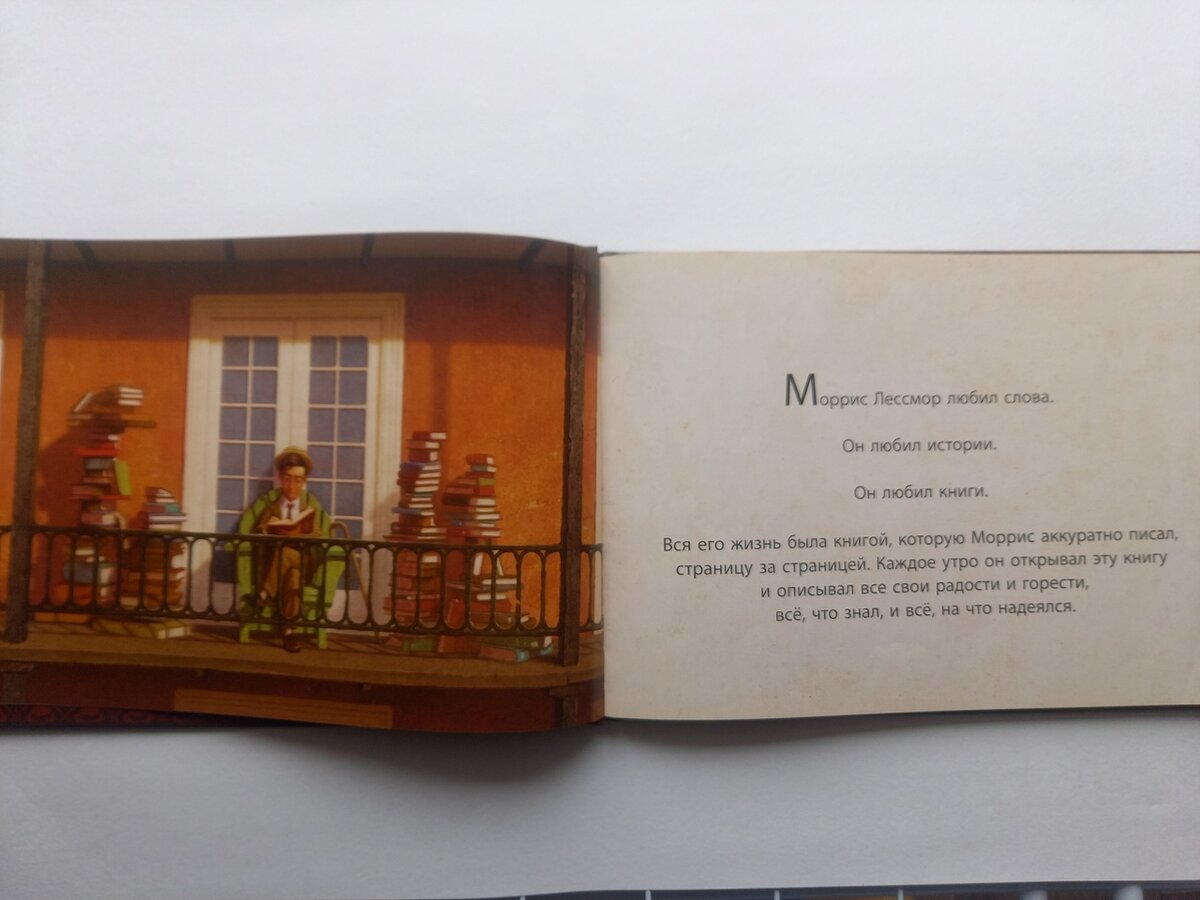 Моррис Лессмор любил слова.
Он любил истории.
Он любил книги.
Вся его жизнь была книгой, которую Моррис аккуратно писал,
страницу за страницей. Каждое утро он открывал эту книгу
и описывал все свои радости и горести,
всё, что знал, и всё, на что надеялся.